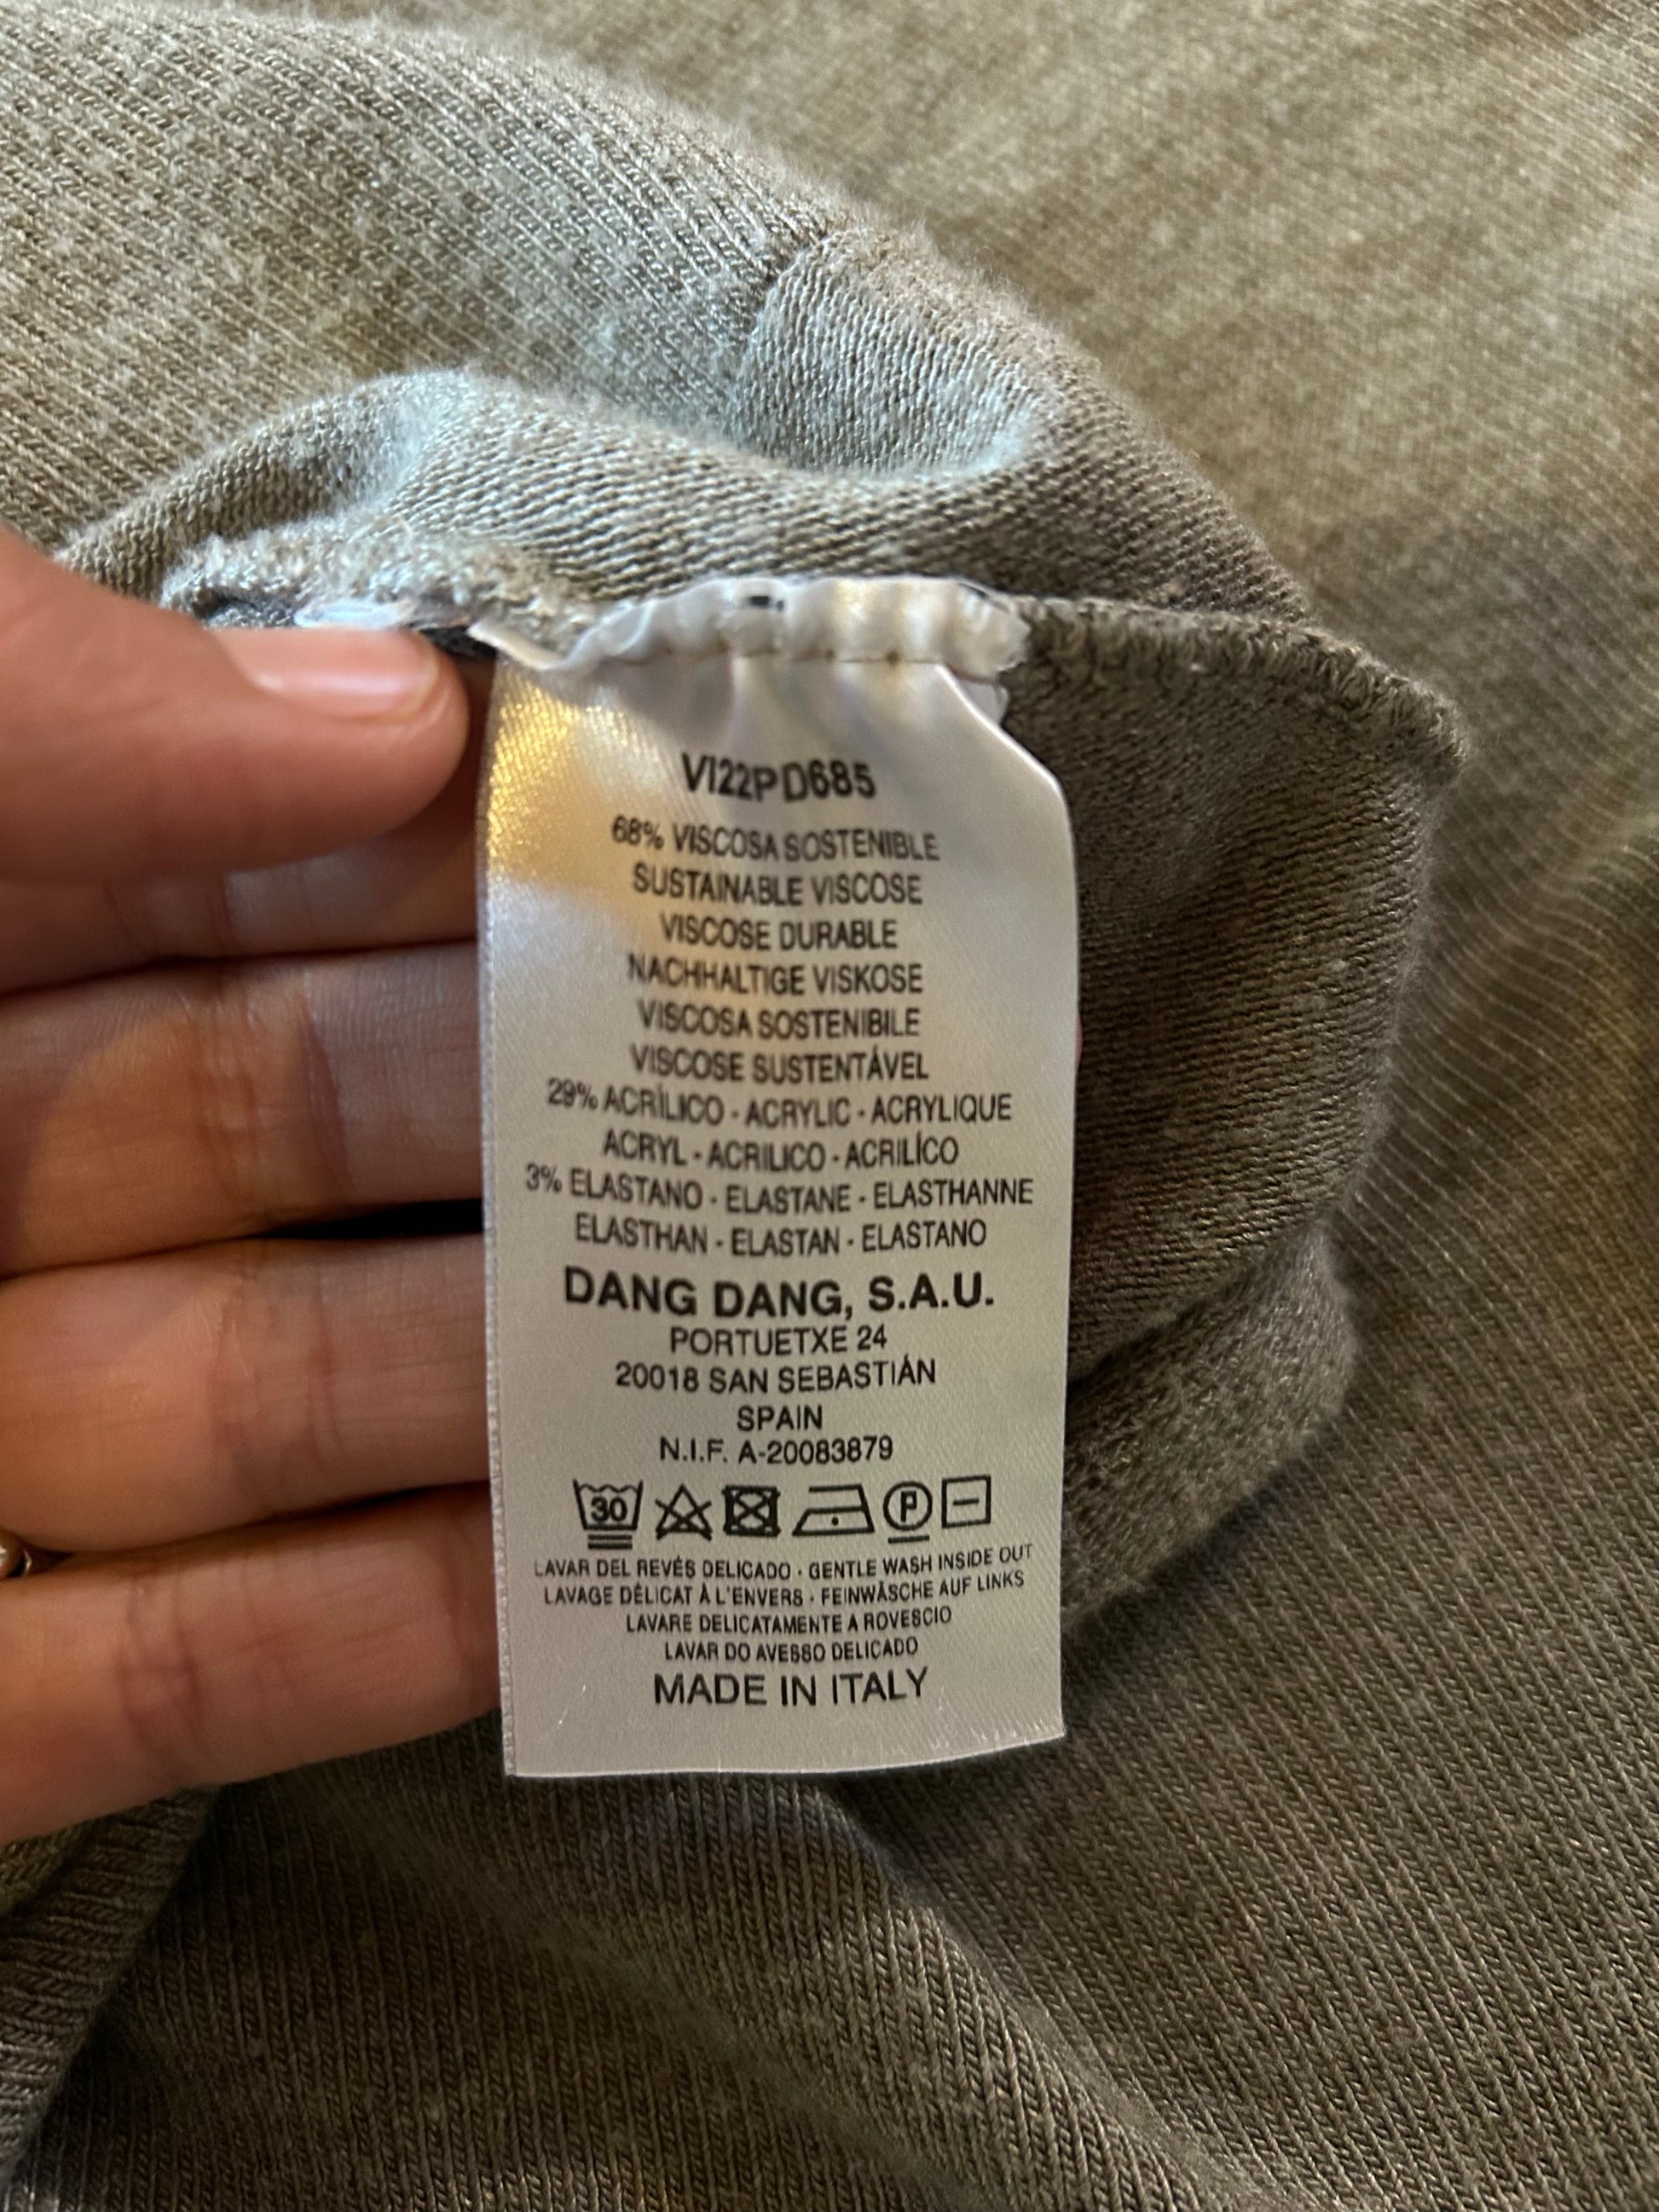 VI22PD685
68% VISCOSA SOSTENIBLE
SUSTAINABLE VISCOSE
VISCOSE DURABLE
NACHHALTIGE VISKOSE
VISCOSA SOSTENIBILE
VISCOSE SUSTENTÁVEL
29% ACRÍLICO - ACRYLIC - ACRYLIQUE
ACRYL - ACRILICO - ACRILÍCO
3% ELASTANO - ELASTANE - ELASTHANNE
ELASTHAN - ELASTAN - ELASTANO
DANG DANG, S.A.U.
PORTUETXE 24
20018 SAN SEBASTIÁN
SPAIN
N.I.F. A-20083879
30 P
LAVAR DEL REVÉS DELICADO - GENTLE WASH INSIDE OUT
LAVAGE DÉLICAT À L'ENVERS - FEINWÄSCHE AUF LINKS
LAVARE DELICATAMENTE A ROVESCIO
LAVAR DO AVESSO DELICADO
MADE IN ITALY